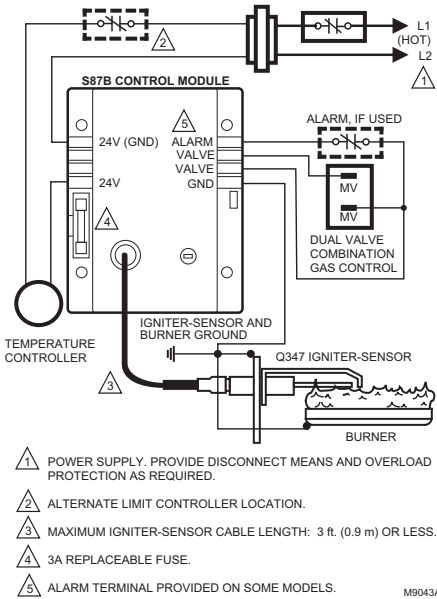 2
L1
(HOT)
L2
1
S87B CONTROL MODULE
5
ALARM, IF USED
24V (GND) ALARM
VALVE
VALVE
24V GND
MV
MV
4
DUAL VALVE
COMBINATION
GAS CONTROL
IGNITER-SENSOR AND
BURNER GROUND
TEMPERATURE
CONTROLLER
Q347 IGNITER-SENSOR
3
BURNER
1 POWER SUPPLY. PROVIDE DISCONNECT MEANS AND OVERLOAD
PROTECTION AS REQUIRED.
2 ALTERNATE LIMIT CONTROLLER LOCATION.
3 MAXIMUM IGNITER-SENSOR CABLE LENGTH: 3 ft. (0.9 m) OR LESS.
4 3A REPLACEABLE FUSE.
5 ALARM TERMINAL PROVIDED ON SOME MODELS.
M9043A